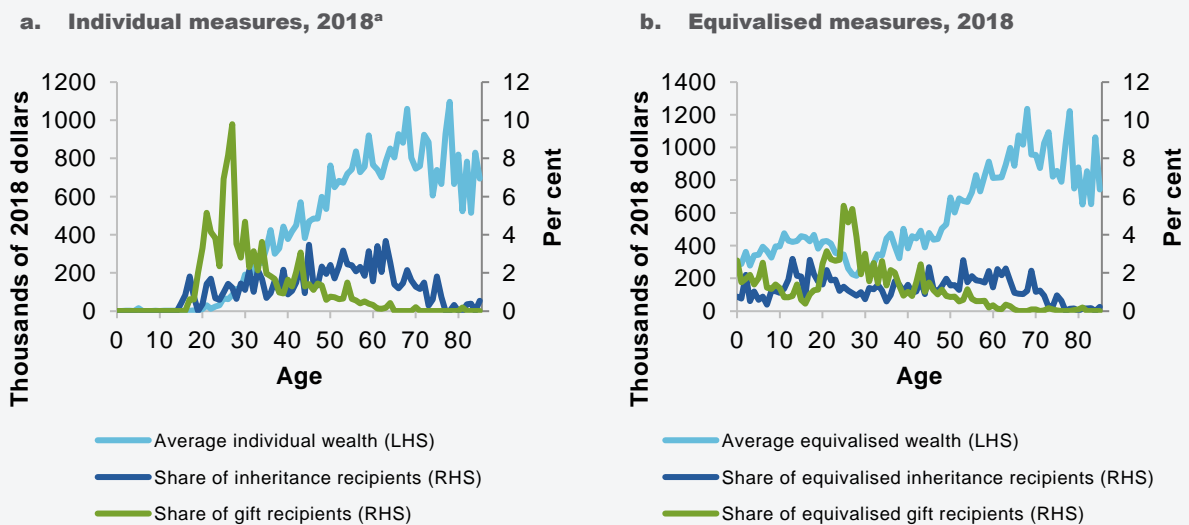 a. Individual measures, 2018ª
Thousands of 2018 dollars
1200
1000
800
600
400
200
0
12
10
8
6
4
2
0
Per cent
0 10 20 30 40 50 60 70 80
Age
Average individual wealth (LHS)
Share of inheritance recipients (RHS)
Share of gift recipients (RHS)
b. Equivalised measures, 2018
Thousands of 2018 dollars
1400
1200
1000
800
600
400
200
0
12
10
8
6
4
2
0
Per cent
0 10 20 30 40 50 60 70 80
Age
Average equivalised wealth (LHS)
Share of equivalised inheritance recipients (RHS)
Share of equivalised gift recipients (RHS)